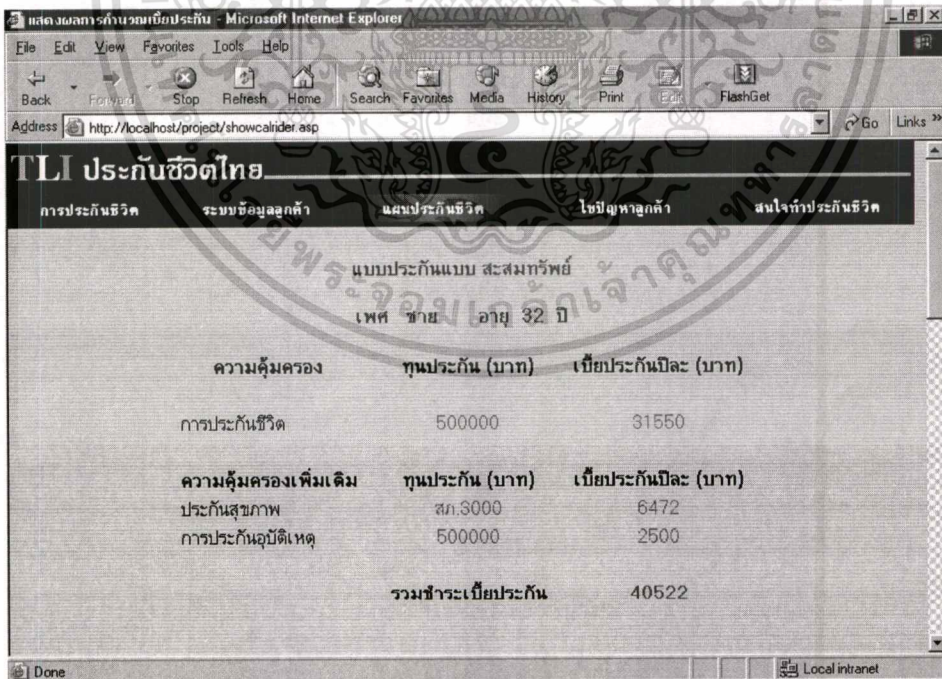 แสดงผลการคำนวณเบี้ยประกัน - Microsoft Internet Explorer
File Edit View Favorites Tools Help
Back Forward Stop Refresh Home Search Favorites Media History Print Edit FlashGet
Address http://localhost/project/showcalrider.asp Go Links »
TLI ประกันชีวิตไทย
การประกันชีวิต ระบบข้อมูลลูกค้า แผนประกันชีวิต ไขปัญหาลูกค้า สนใจทำประกันชีวิต
แบบประกันแบบ สะสมทรัพย์
เพศ ชาย อายุ 32 ปี
ความคุ้มครอง ทุนประกัน (บาท) เบี้ยประกันปีละ (บาท)
การประกันชีวิต 500000 31550
ความคุ้มครองเพิ่มเติม ทุนประกัน (บาท) เบี้ยประกันปีละ (บาท)
ประกันสุขภาพ สภ.3000 6472
การประกันอุบัติเหตุ 500000 2500
รวมชำระเบี้ยประกัน 40522
Done Local intranet